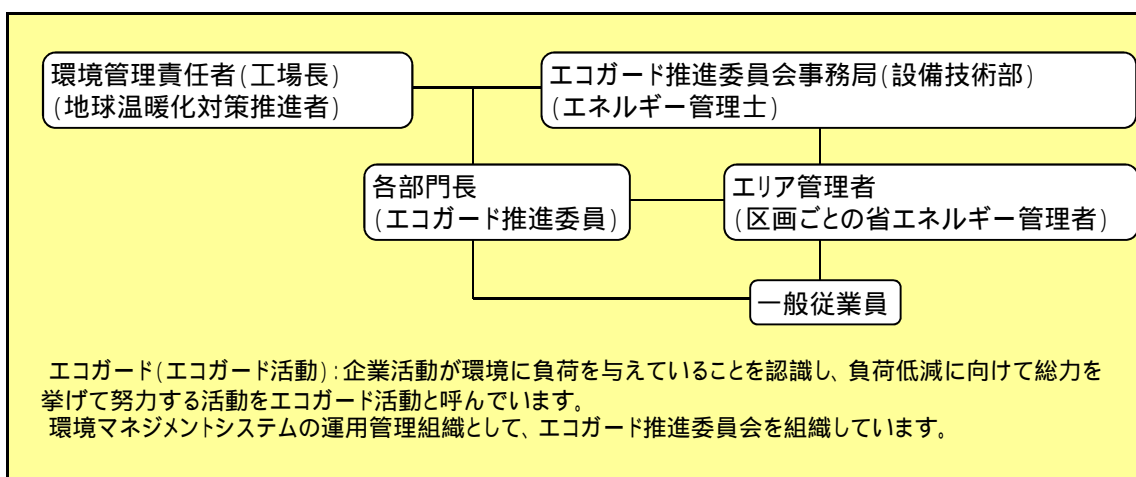 環境管理責任者(工場長)
(地球温暖化対策推進者)
エコガード推進委員会事務局(設備技術部)
(エネルギー管理士)
各部門長
(エコガード推進委員)
エリア管理者
(区画ごとの省エネルギー管理者)
一般従業員
エコガード(エコガード活動):企業活動が環境に負荷を与えていることを認識し、負荷低減に向けて総力を
挙げて努力する活動をエコガード活動と呼んでいます。
環境マネジメントシステムの運用管理組織として、エコガード推進委員会を組織しています。